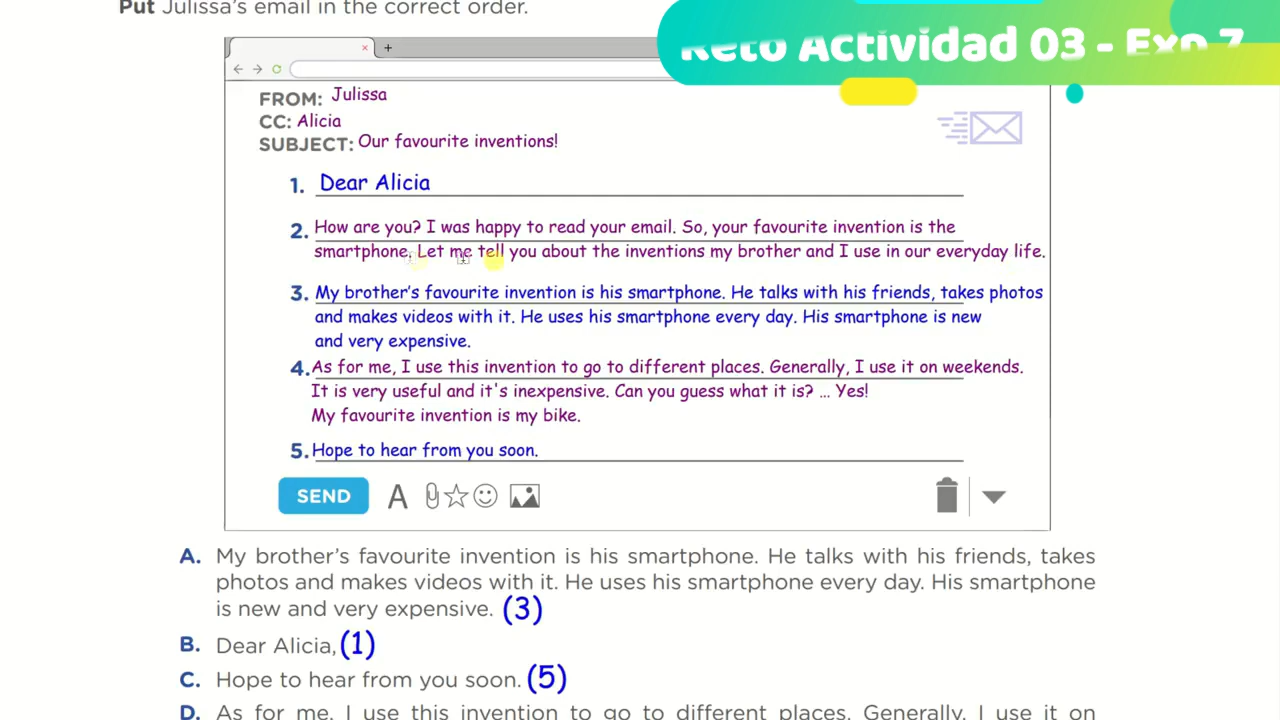 Put Julissa's email in the correct order.
Reto Actividad 03 - Exp 7
FROM: Julissa
CC: Alicia
SUBJECT: Our favourite inventions!
1. Dear Alicia
2. How are you? I was happy to read your email. So, your favourite invention is the
smartphone. Let me tell you about the inventions my brother and I use in our everyday life.
3. My brother's favourite invention is his smartphone. He talks with his friends, takes photos
and makes videos with it. He uses his smartphone every day. His smartphone is new
and very expensive.
4. As for me, I use this invention to go to different places. Generally, I use it on weekends.
It is very useful and it's inexpensive. Can you guess what it is? ... Yes!
My favourite invention is my bike.
5. Hope to hear from you soon.
SEND A
A. My brother's favourite invention is his smartphone. He talks with his friends, takes
photos and makes videos with it. He uses his smartphone every day. His smartphone
is new and very expensive. (3)
B. Dear Alicia, (1)
C. Hope to hear from you soon. (5)
D. As for me, I use this invention to go to different places. Generally, I use it on